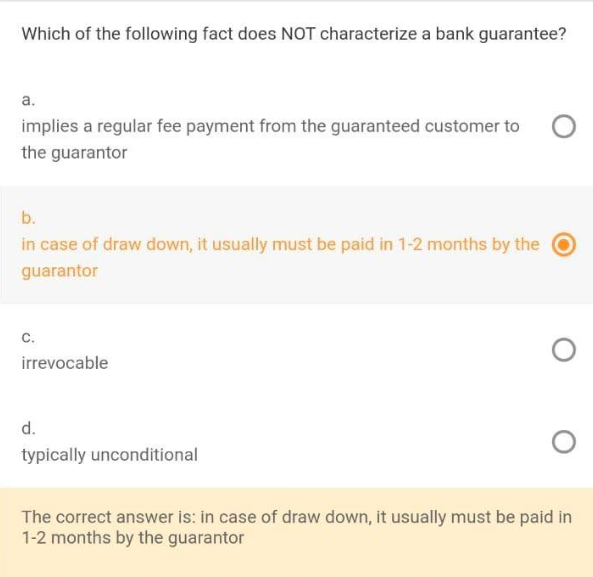 Which of the following fact does NOT characterize a bank guarantee?
a.
implies a regular fee payment from the guaranteed customer to
the guarantor
b.
in case of draw down, it usually must be paid in 1-2 months by the
guarantor
c.
irrevocable
d.
typically unconditional
The correct answer is: in case of draw down, it usually must be paid in
1-2 months by the guarantor